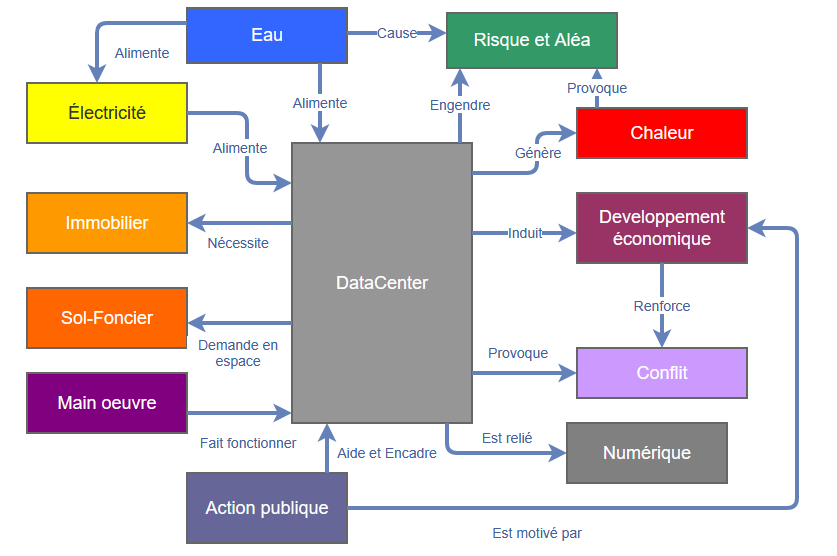 Eau
Cause
Risque et Aléa
Alimente
Électricité
Alimente
Engendre
Provoque
Alimente
Génère
Chaleur
Immobilier
Nécessite
DataCenter
Induit
Developpement
économique
Sol-Foncier
Demande en
espace
Renforce
Provoque
Conflit
Main oeuvre
Fait fonctionner
Aide et Encadre
Est relié
Numérique
Action publique
Est motivé par